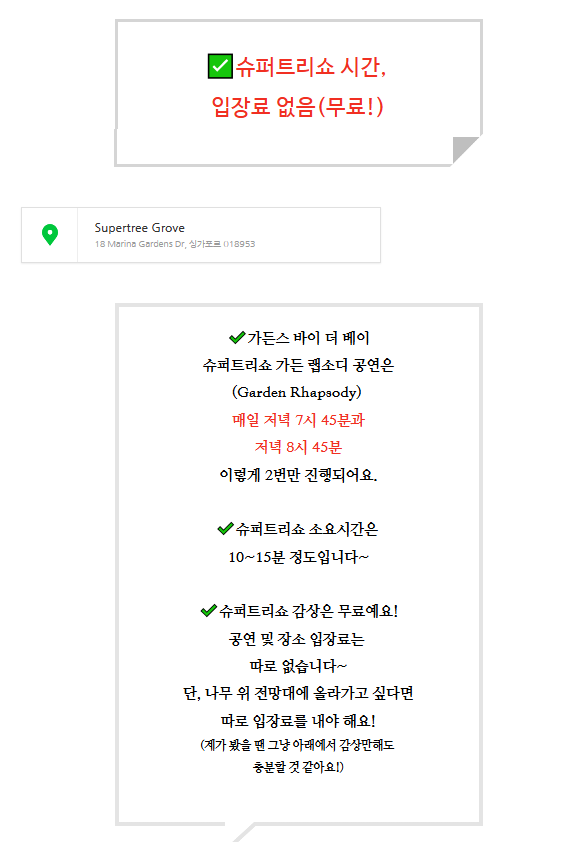 ✅슈퍼트리쇼 시간,
입장료 없음(무료!)
Supertree Grove
18 Marina Gardens Dr, 싱가포르 018953
✔가든스 바이 더 베이
슈퍼트리쇼 가든 랩소디 공연은
(Garden Rhapsody)
매일 저녁 7시 45분과
저녁 8시 45분
이렇게 2번만 진행되어요.
✔슈퍼트리쇼 소요시간은
10~15분 정도입니다~
✔슈퍼트리쇼 감상은 무료예요!
공연 및 장소 입장료는
따로 없습니다~
단, 나무 위 전망대에 올라가고 싶다면
따로 입장료를 내야 해요!
(제가 봤을 땐 그냥 아래에서 감상만해도
충분할 것 같아요!)